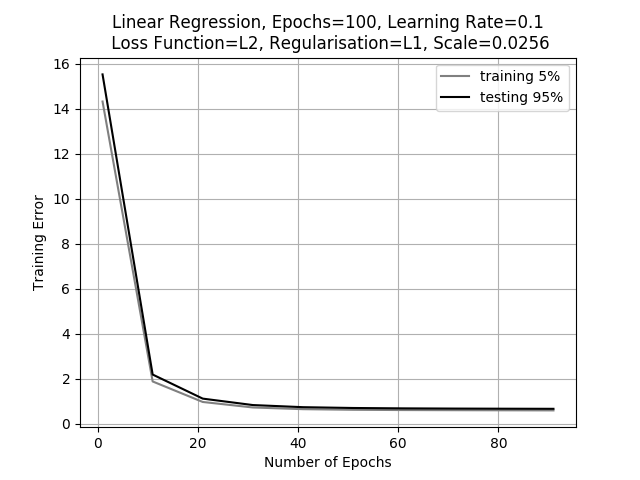 Linear Regression, Epochs=100, Learning Rate=0.1
Loss Function=L2, Regularisation=L1, Scale=0.0256
training 5%
testing 95%
16
14
12
10
8
6
4
2
0
Training Error
0 20 40 60 80
Number of Epochs